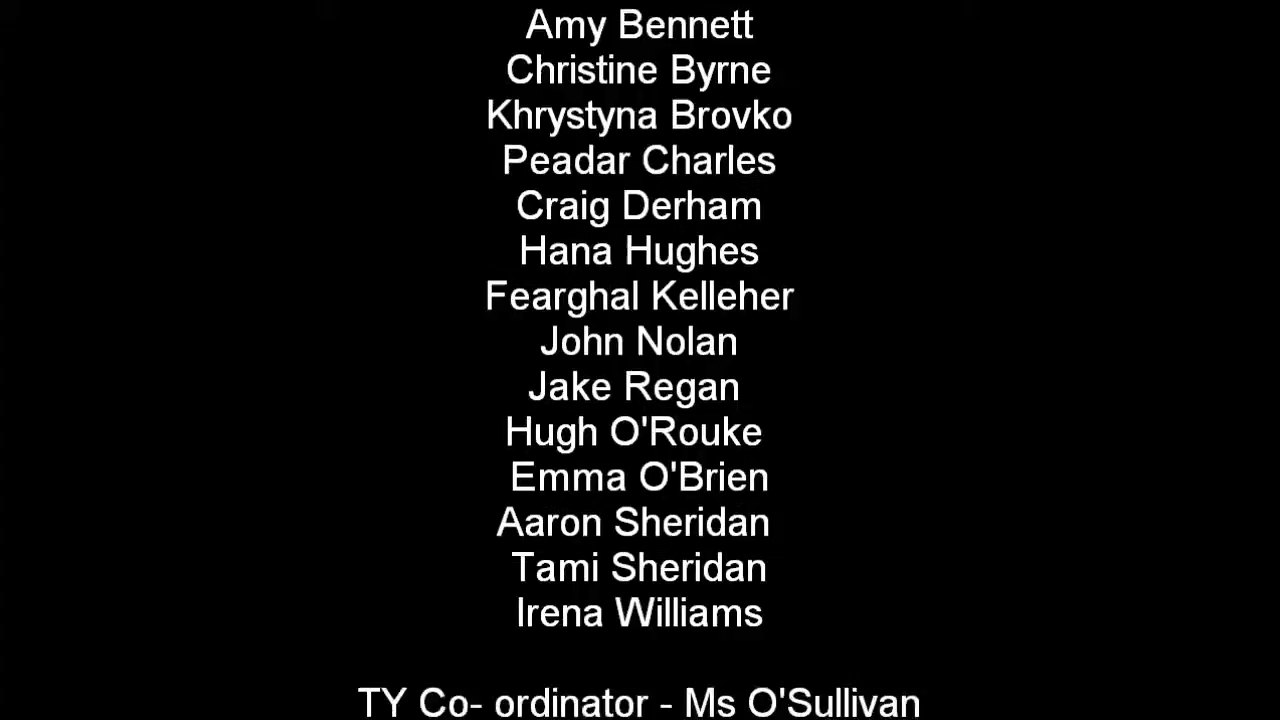 Amy Bennett
Christine Byrne
Khrystyna Brovko
Peadar Charles
Craig Derham
Hana Hughes
Fearghal Kelleher
John Nolan
Jake Regan
Hugh O'Rouke
Emma O'Brien
Aaron Sheridan
Tami Sheridan
Irena Williams
TY Co- ordinator - Ms O'Sullivan